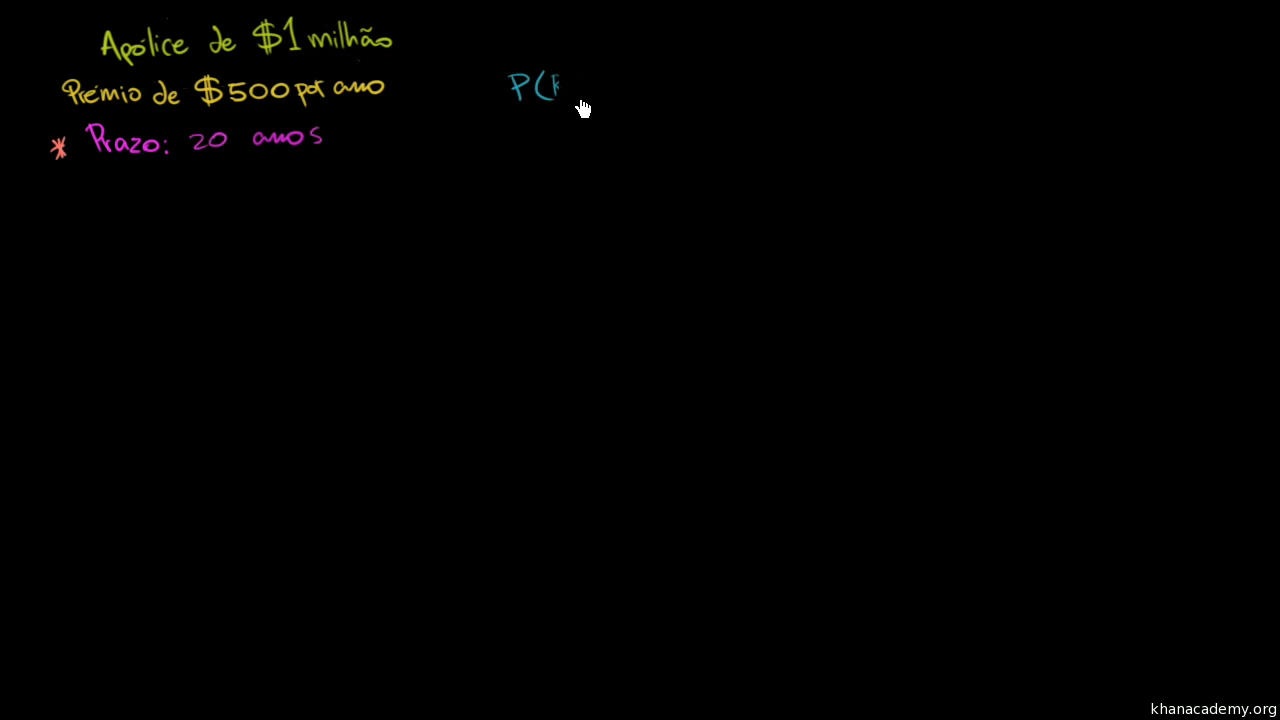 Apólice de $1 milhão
Prêmio de $500 por ano
P(
* Prazo: 20 anos
khanacademy.org